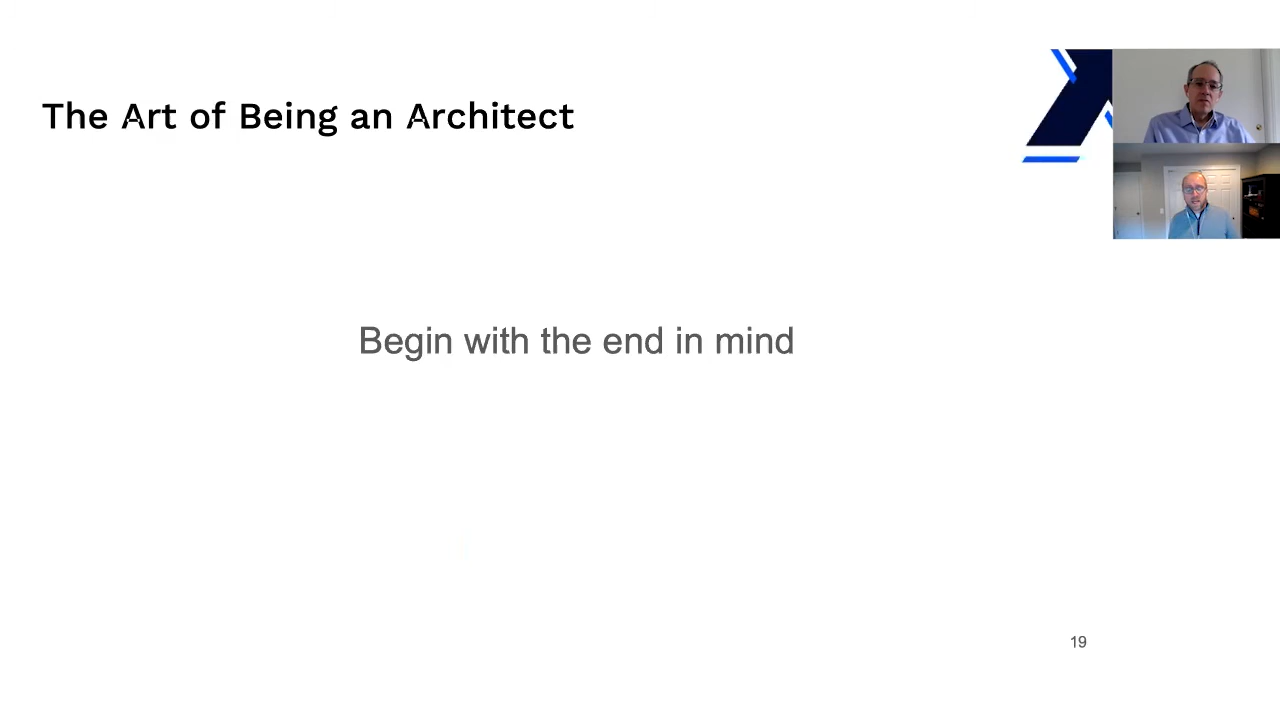 The Art of Being an Architect
Begin with the end in mind
19